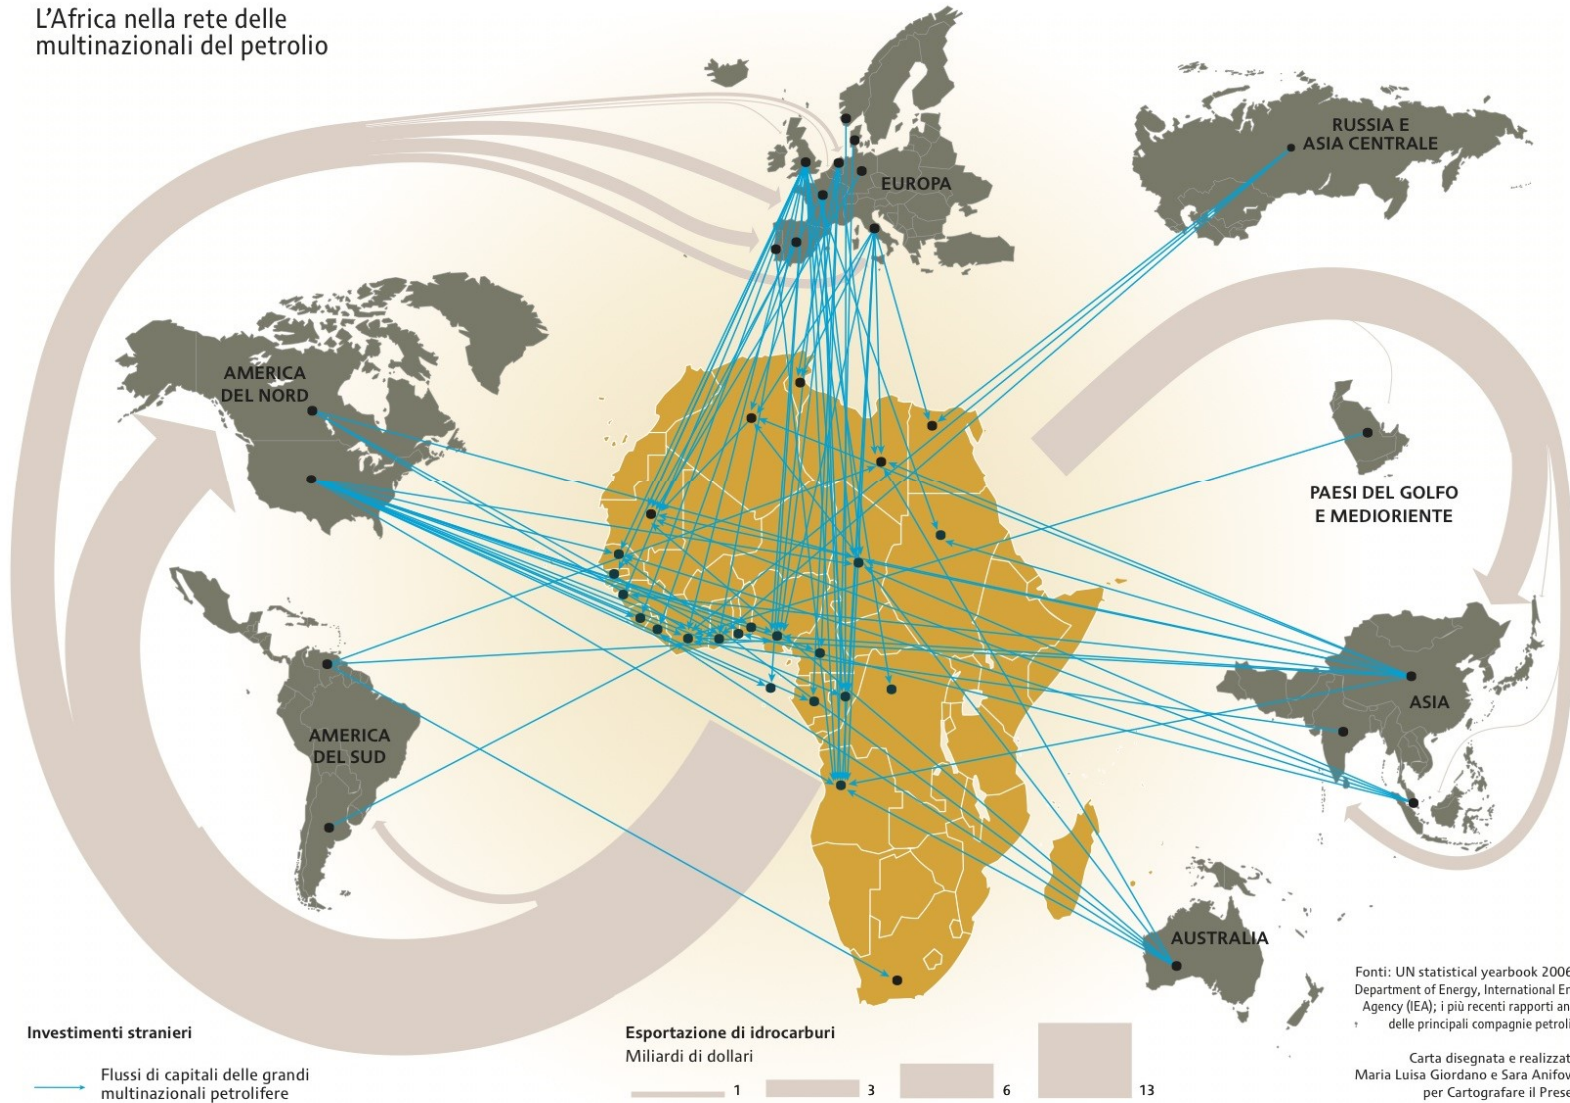 L'Africa nella rete delle
multinazionali del petrolio
EUROPA
RUSSIA E
ASIA CENTRALE
AMERICA
DEL NORD
PAESI DEL GOLFO
E MEDIORIENTE
ASIA
AMERICA
DEL SUD
AUSTRALIA
Investimenti stranieri
Flussi di capitali delle grandi
multinazionali petrolifere
Esportazione di idrocarburi
Miliardi di dollari
1
3
6
13
Fonti: UN statistical yearbook 2006
Department of Energy, International
Agency (IEA); i più recenti rapporti
delle principali compagnie
Carta disegnata e
Maria Luisa Giordano e Sara
per Cartografare il